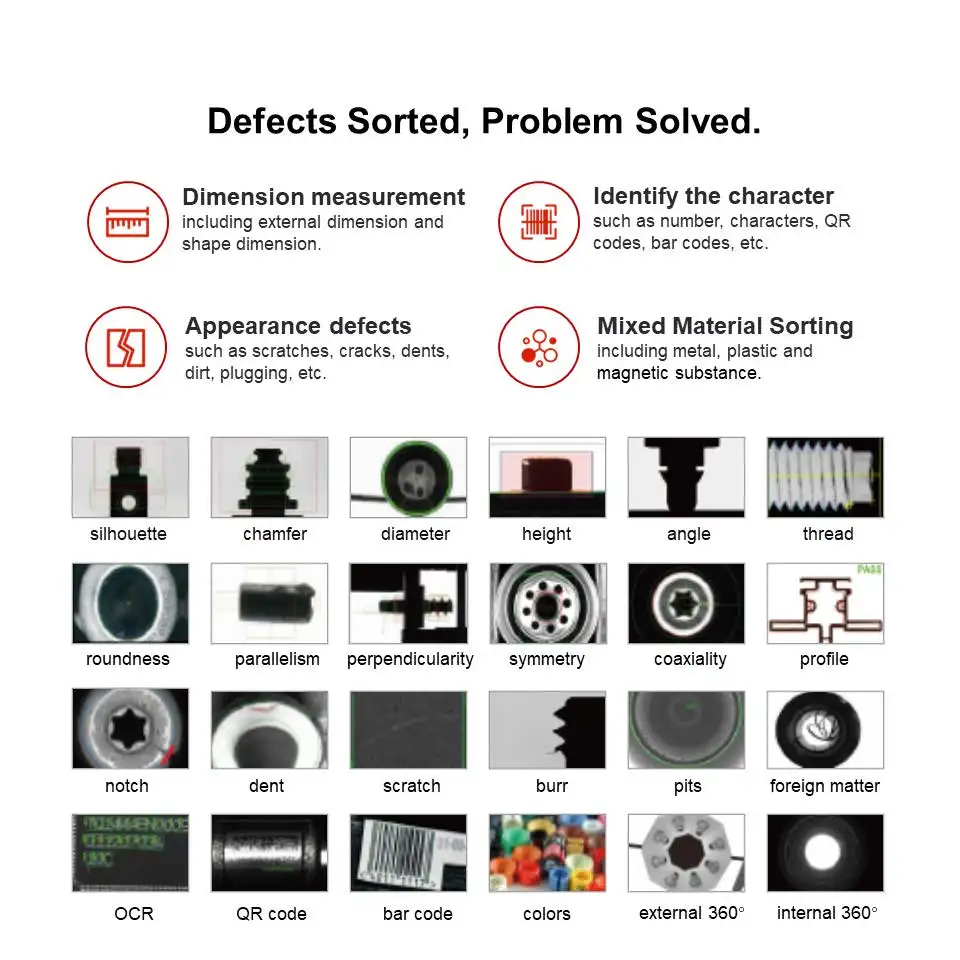 Defects Sorted, Problem Solved.
Dimension measurement
including external dimension and
shape dimension.
Identify the character
such as number, characters, QR
codes, bar codes, etc.
Appearance defects
such as scratches, cracks, dents,
dirt, plugging, etc.
Mixed Material Sorting
including metal, plastic and
magnetic substance.
silhouette
chamfer
diameter
height
angle
thread
PASS
roundness
parallelism
perpendicularity
symmetry
coaxiality
profile
notch
dent
scratch
burr
pits
foreign matter
OCR
QR code
bar code
colors
external 360°
internal 360°